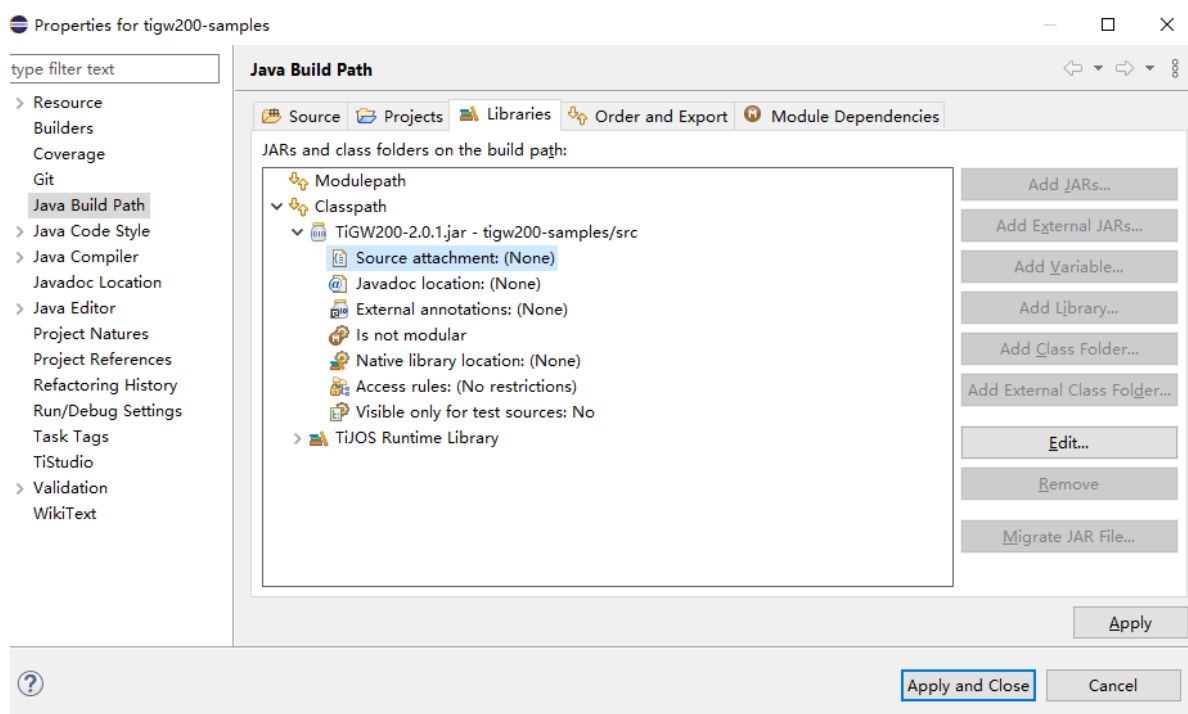 Properties for tigw200-samples
type filter text
Resource
Builders
Coverage
Git
Java Build Path
Java Code Style
Java Compiler
Javadoc Location
Java Editor
Project Natures
Project References
Refactoring History
Run/Debug Settings
Task Tags
TiStudio
Validation
WikiText
Java Build Path
Source
Projects
Libraries
Order and Export
Module Dependencies
JARs and class folders on the build path:
Modulepath
Classpath
TiGW200-2.0.1.jar - tigw200-samples/src
Source attachment: (None)
Javadoc location: (None)
External annotations: (None)
Is not modular
Native library location: (None)
Access rules: (No restrictions)
Visible only for test sources: No
TiJOS Runtime Library
Add JARs...
Add External JARs...
Add Variable...
Add Library...
Add Class Folder...
Add External Class Folder...
Edit...
Remove
Migrate JAR File...
Apply
Apply and Close
Cancel